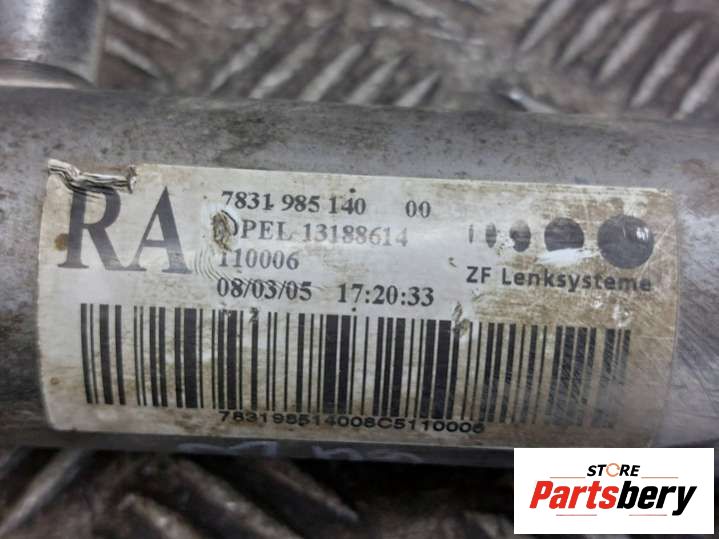 RA
7831 985 140 00
OPEL 13188614
110006
08/03/05 17:20:33
ZF Lenksysteme
783198514008C5110006
STORE
Partsbery